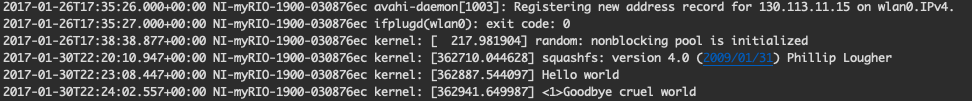 2017-01-26T17:35:26.000+00:00 NI-myRIO-1900-030876ec avahi-daemon[1003]: Registering new address record for 130.113.11.15 on wlan0.IPv4.
2017-01-26T17:35:27.000+00:00 NI-myRIO-1900-030876ec ifplugd(wlan0): exit code: 0
2017-01-26T17:38:38.877+00:00 NI-myRIO-1900-030876ec kernel: [  217.981904] random: nonblocking pool is initialized
2017-01-30T22:20:10.947+00:00 NI-myRIO-1900-030876ec kernel: [362710.044628] squashfs: version 4.0 (2009/01/31) Phillip Lougher
2017-01-30T22:23:08.447+00:00 NI-myRIO-1900-030876ec kernel: [362887.544097] Hello world
2017-01-30T22:24:02.557+00:00 NI-myRIO-1900-030876ec kernel: [362941.649987] <1>Goodbye cruel world